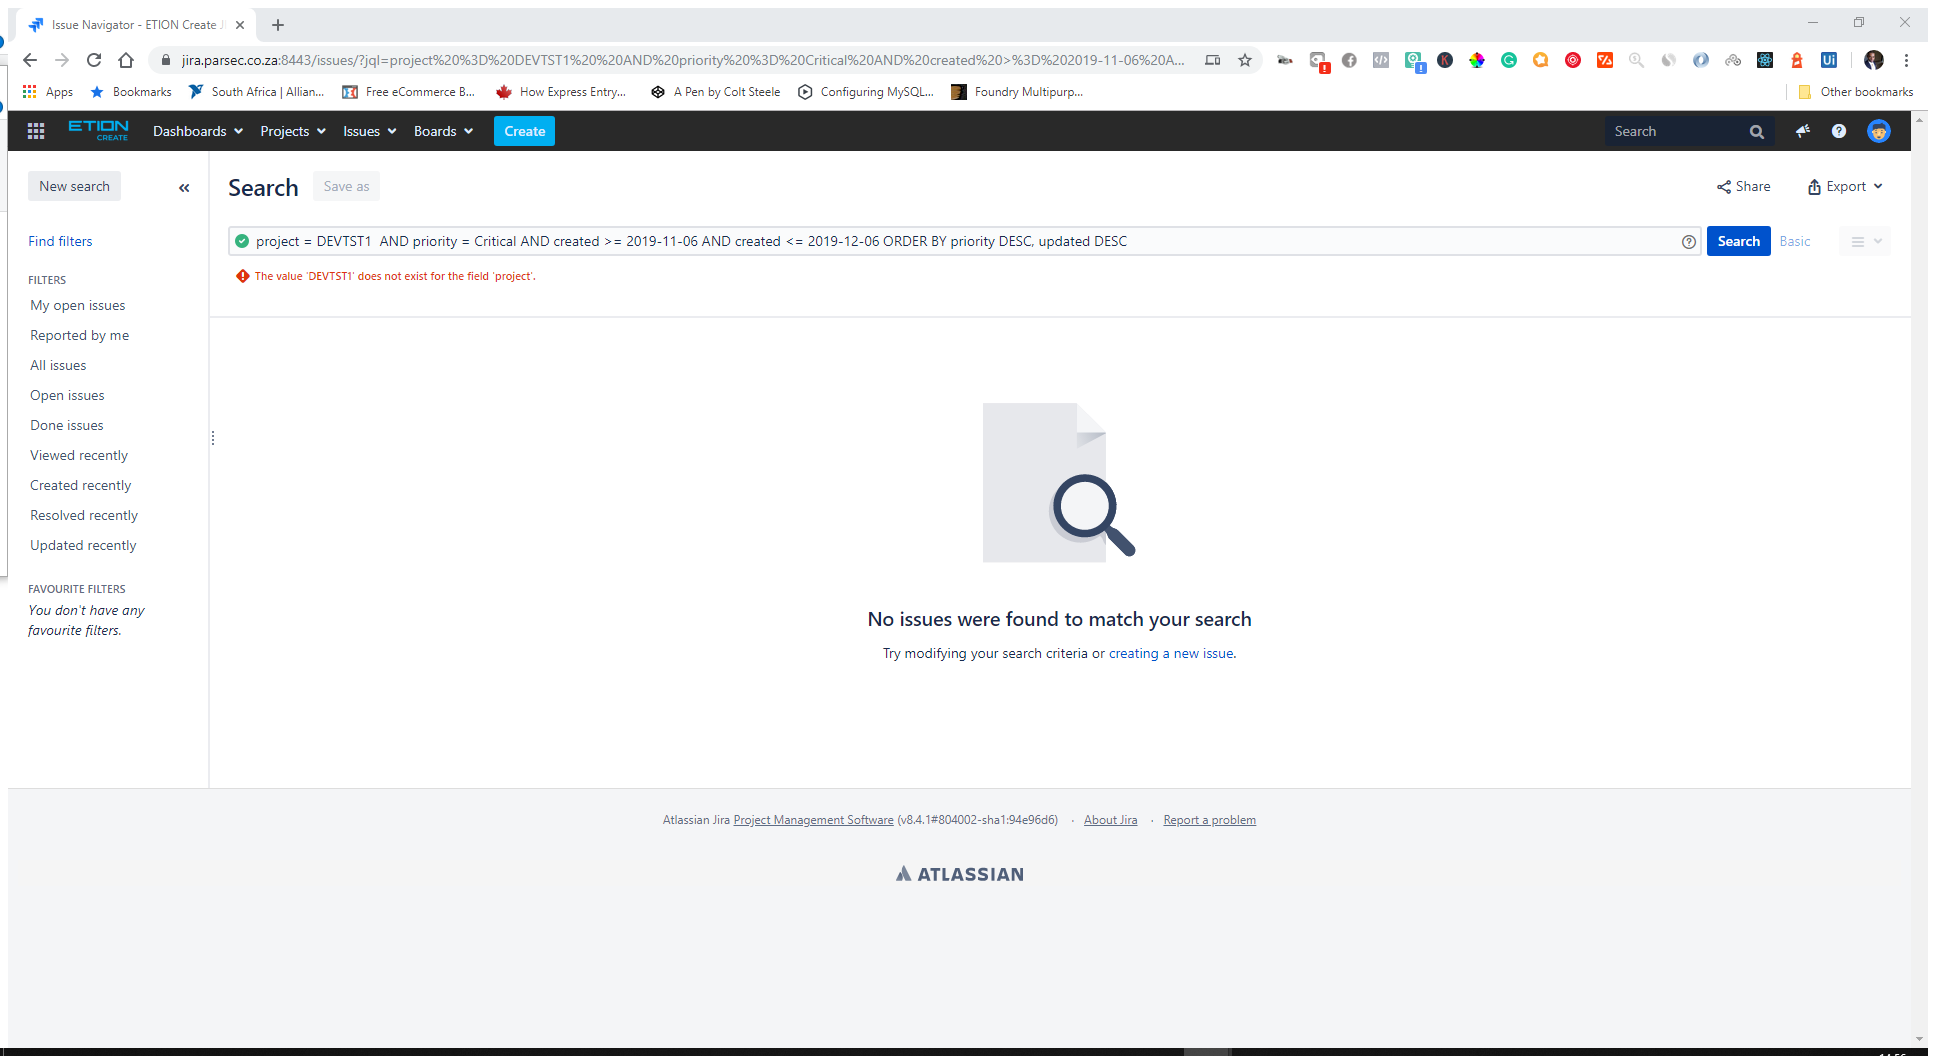 Issue Navigator - ETION Create
jira.parsec.co.za:8443/issues/?jql=project%20%3D%20DEVTST1%20%20AND%20priority%20%3D%20Critical%20AND%20created%20>%3D%202019-11-06%20A...
Apps Bookmarks South Africa | Allian... Free eCommerce B... How Express Entry... A Pen by Colt Steele Configuring MySQL... Foundry Multipurp... Other bookmarks
ETION CREATE Dashboards Projects Issues Boards Create Search
New search
Search Save as Share Export
Find filters
project = DEVTST1  AND priority = Critical AND created >= 2019-11-06 AND created <= 2019-12-06 ORDER BY priority DESC, updated DESC Search Basic
The value 'DEVTST1' does not exist for the field 'project'.
FILTERS
My open issues
Reported by me
All issues
Open issues
Done issues
Viewed recently
Created recently
Resolved recently
Updated recently
FAVOURITE FILTERS
You don't have any
favourite filters.
No issues were found to match your search
Try modifying your search criteria or creating a new issue.
Atlassian Jira Project Management Software (v8.4.1#804002-sha1:94e96d6) · About Jira · Report a problem
ATLASSIAN